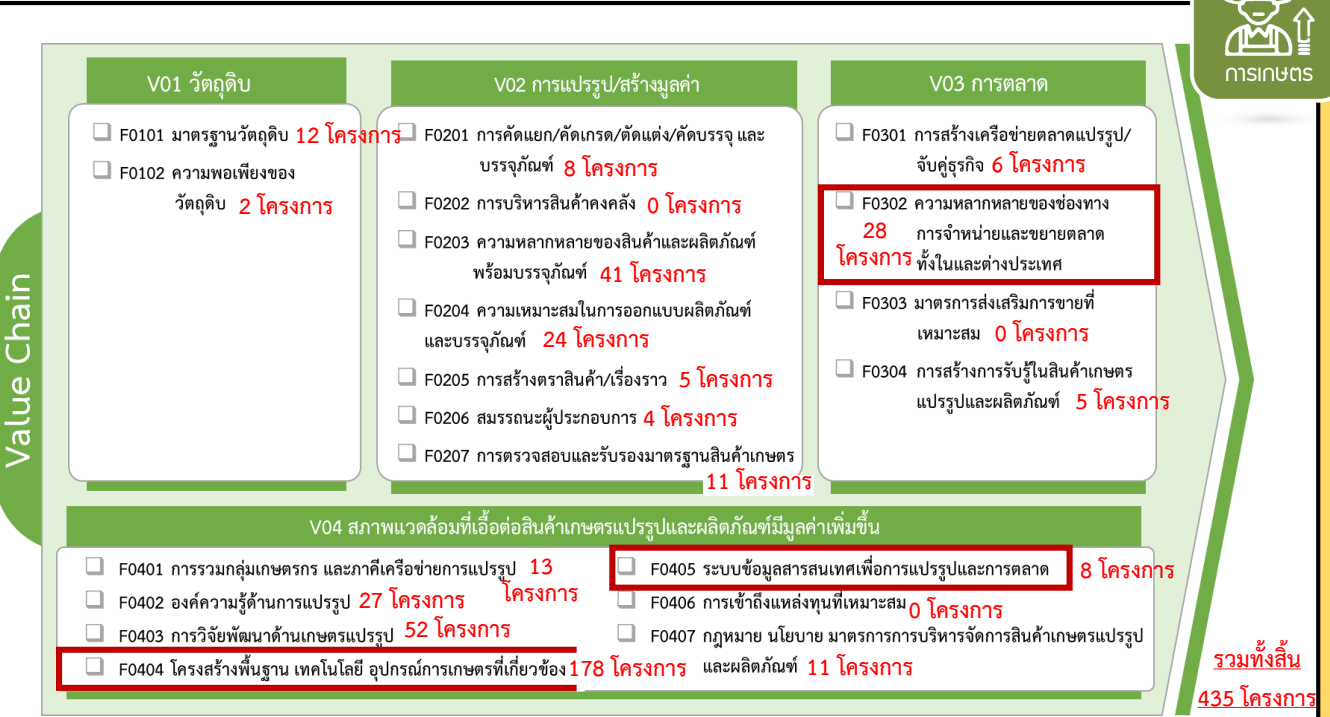 การเกษตร
Value Chain
V01 วัตถุดิบ
F0101 มาตรฐานวัตถุดิบ 12 โครงการ
F0102 ความพอเพียงของ
วัตถุดิบ 2 โครงการ
V02 การแปรรูป/สร้างมูลค่า
F0201 การคัดแยก/คัดเกรด/ตัดแต่ง/คัดบรรจุ และ
บรรจุภัณฑ์ 8 โครงการ
F0202 การบริหารสินค้าคงคลัง 0 โครงการ
F0203 ความหลากหลายของสินค้าและผลิตภัณฑ์
พร้อมบรรจุภัณฑ์ 41 โครงการ
F0204 ความเหมาะสมในการออกแบบผลิตภัณฑ์
และบรรจุภัณฑ์ 24 โครงการ
F0205 การสร้างตราสินค้า/เรื่องราว 5 โครงการ
F0206 สมรรถนะผู้ประกอบการ 4 โครงการ
F0207 การตรวจสอบและรับรองมาตรฐานสินค้าเกษตร
11 โครงการ
V03 การตลาด
F0301 การสร้างเครือข่ายตลาดแปรรูป/
จับคู่ธุรกิจ 6 โครงการ
F0302 ความหลากหลายของช่องทาง
28 การจำหน่ายและขยายตลาด
โครงการ ทั้งในและต่างประเทศ
F0303 มาตรการส่งเสริมการขายที่
เหมาะสม 0 โครงการ
F0304 การสร้างการรับรู้ในสินค้าเกษตร
แปรรูปและผลิตภัณฑ์ 5 โครงการ
V04 สภาพแวดล้อมที่เอื้อต่อสินค้าเกษตรแปรรูปและผลิตภัณฑ์มีมูลค่าเพิ่มขึ้น
F0401 การรวมกลุ่มเกษตรกร และภาคีเครือข่ายการแปรรูป 13
โครงการ
F0402 องค์ความรู้ด้านการแปรรูป 27 โครงการ
F0403 การวิจัยพัฒนาด้านเกษตรแปรรูป 52 โครงการ
F0404 โครงสร้างพื้นฐาน เทคโนโลยี อุปกรณ์การเกษตรที่เกี่ยวข้อง 178 โครงการ
F0405 ระบบข้อมูลสารสนเทศเพื่อการแปรรูปและการตลาด 8 โครงการ
F0406 การเข้าถึงแหล่งทุนที่เหมาะสม 0 โครงการ
F0407 กฎหมาย นโยบาย มาตรการการบริหารจัดการสินค้าเกษตรแปรรูป
และผลิตภัณฑ์ 11 โครงการ
รวมทั้งสิ้น
435 โครงการ